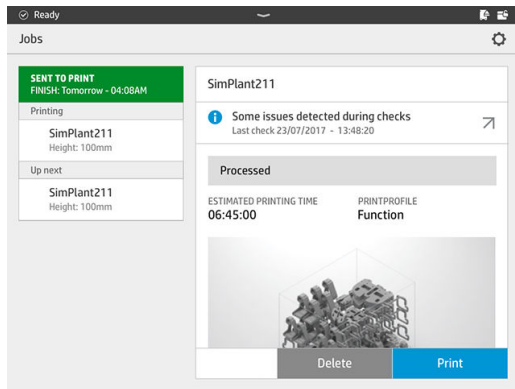 Ready
Jobs
SENT TO PRINT
FINISH: Tomorrow - 04:08AM
Printing
SimPlant211
Height: 100mm
Up next
SimPlant211
Height: 100mm
SimPlant211
Some issues detected during checks
Last check 23/07/2017 - 13:48:20
Processed
ESTIMATED PRINTING TIME
06:45:00
PRINTPROFILE
Function
Delete
Print